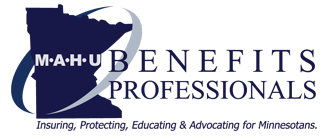 M·A·H·U BENEFITS
PROFESSIONALS
Insuring, Protecting, Educating & Advocating for Minnesotans.